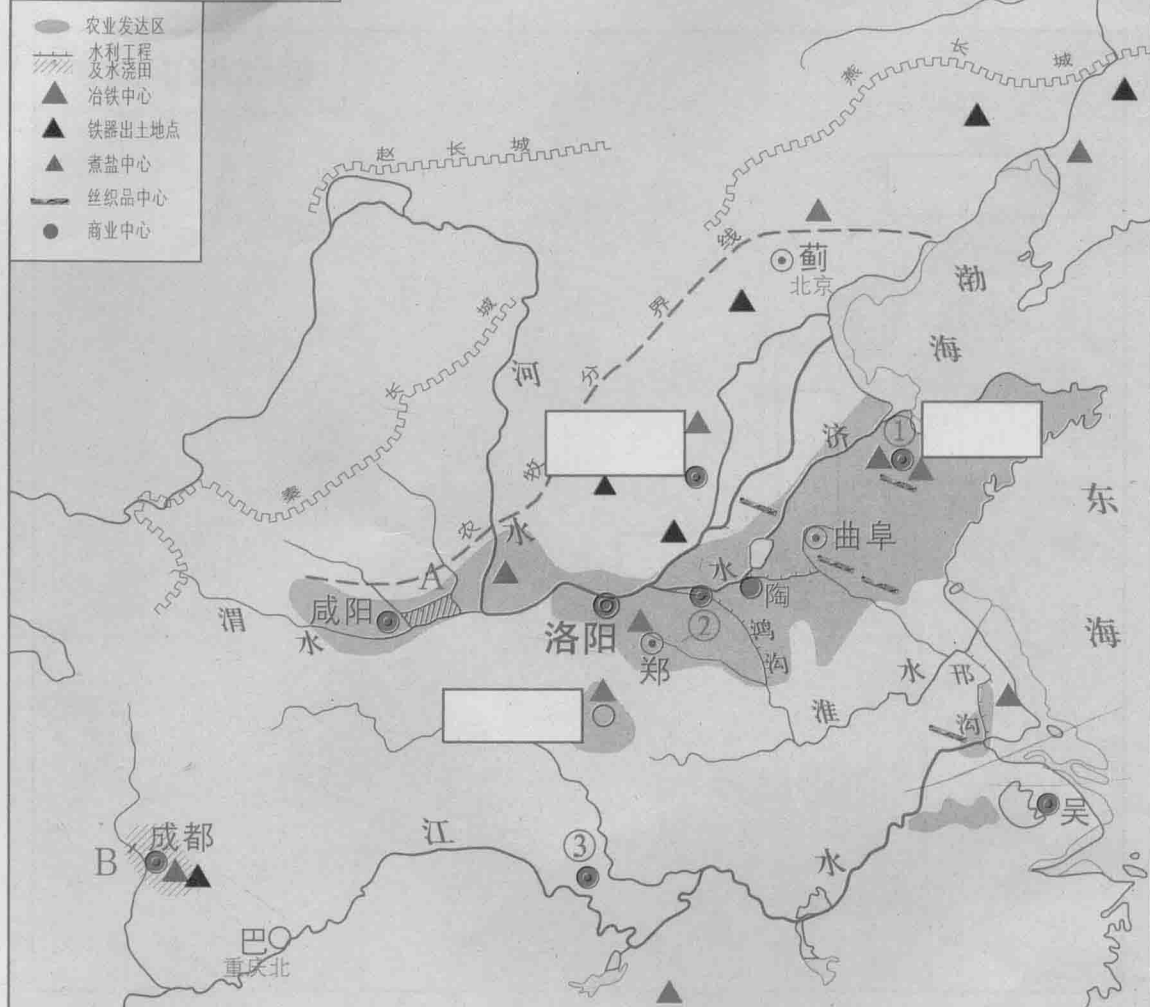 农业发达区
水利工程
及水浇田
冶铁中心
铁器出土地点
煮盐中心
丝织品中心
商业中心
燕长城
赵长城
秦长城
农牧分界线
蓟
北京
渤海
河水
济水
①
东海
曲阜
A
咸阳
渭水
洛阳
②
陶
鸿沟
郑
淮水
邗沟
吴
B
成都
江水
③
巴
重庆北